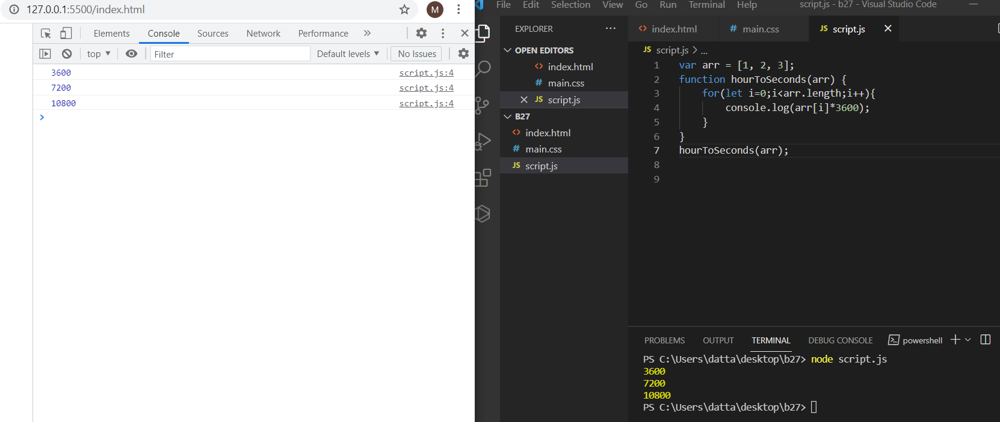 127.0.0.1:5500/index.html
M
Elements Console Sources Network Performance
top Filter Default levels No Issues
3600 script.js:4
7200 script.js:4
10800 script.js:4
File Edit Selection View Go Run Terminal Help script.js - b27 - Visual Studio Code
EXPLORER
OPEN EDITORS
index.html
# main.css
JS script.js
B27
index.html
# main.css
JS script.js
index.html # main.css JS script.js
JS script.js > ...
1 var arr = [1, 2, 3];
2 function hourToSeconds(arr) {
3 for(let i=0;i<arr.length;i++){
4 console.log(arr[i]*3600);
5 }
6 }
7 hourToSeconds(arr);
8
9
PROBLEMS OUTPUT TERMINAL DEBUG CONSOLE powershell
PS C:\Users\datta\desktop\b27> node script.js
3600
7200
10800
PS C:\Users\datta\desktop\b27>